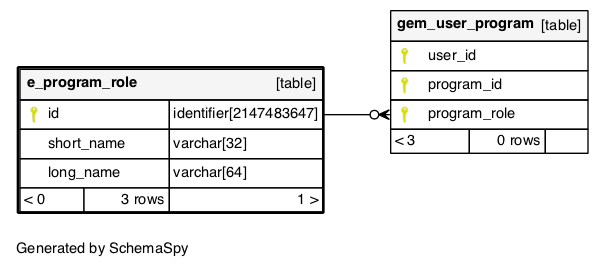 gem_user_program [table]
user_id
program_id
program_role
< 3 0 rows
e_program_role [table]
id identifier[2147483647]
short_name varchar[32]
long_name varchar[64]
< 0 3 rows 1 >
Generated by SchemaSpy